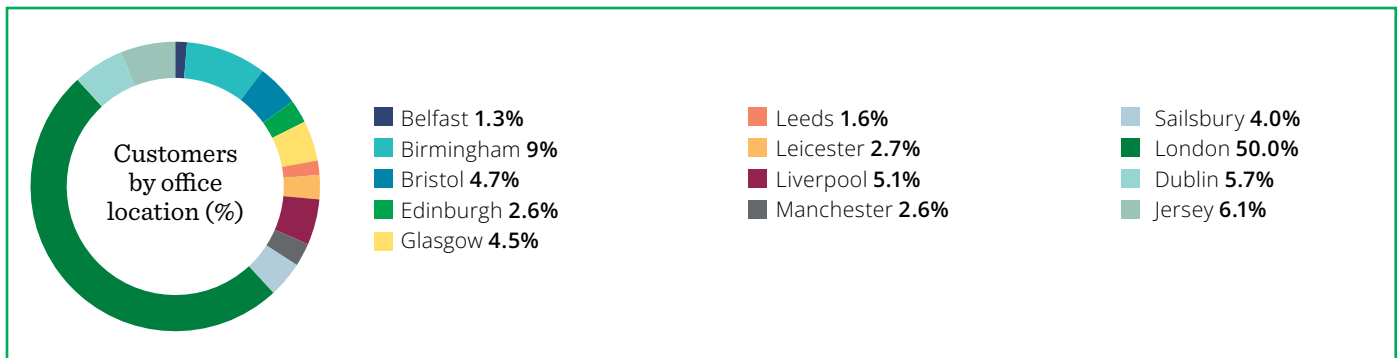 Customers
by office
location (%)
Belfast 1.3%
Birmingham 9%
Bristol 4.7%
Edinburgh 2.6%
Glasgow 4.5%
Leeds 1.6%
Leicester 2.7%
Liverpool 5.1%
Manchester 2.6%
Sailsbury 4.0%
London 50.0%
Dublin 5.7%
Jersey 6.1%